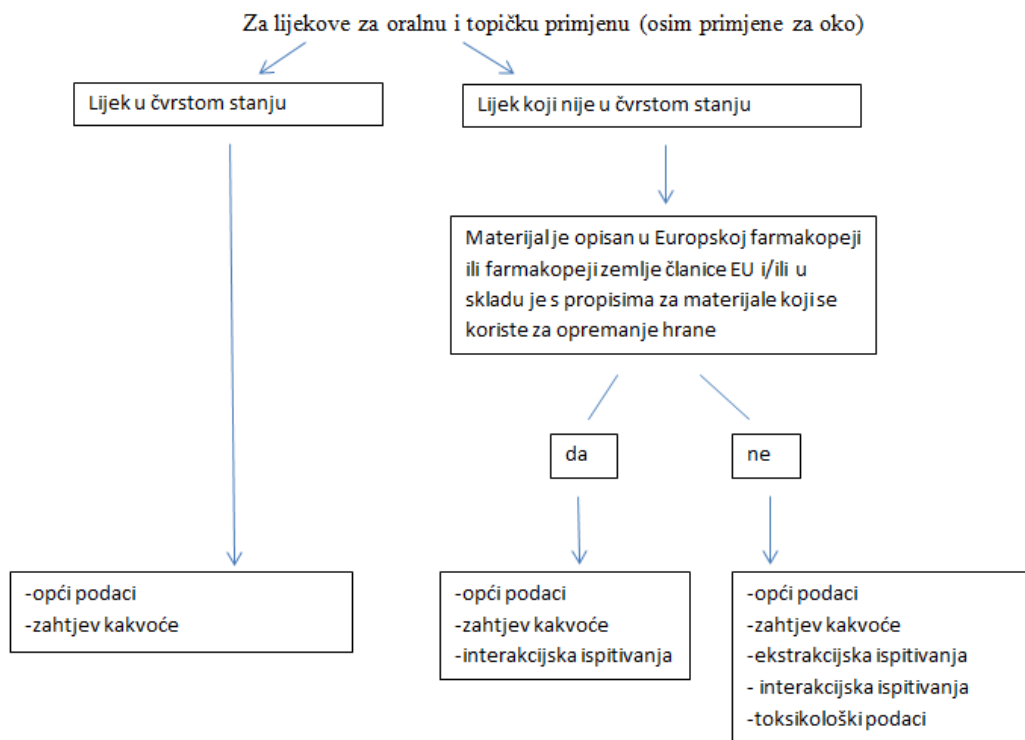 Za lijekove za oralnu i topičku primjenu (osim primjene za oko)
Lijek u čvrstom stanju
Lijek koji nije u čvrstom stanju
Materijal je opisan u Europskoj farmakopeji
ili farmakopeji zemlje članice EU i/ili u
skladu je s propisima za materijale koji se
koriste za opremanje hrane
da
ne
-opći podaci
-zahtjev kakvoće
-opći podaci
-zahtjev kakvoće
-interakcijska ispitivanja
-opći podaci
-zahtjev kakvoće
-ekstrakcijska ispitivanja
- interakcijska ispitivanja
-toksikološki podaci